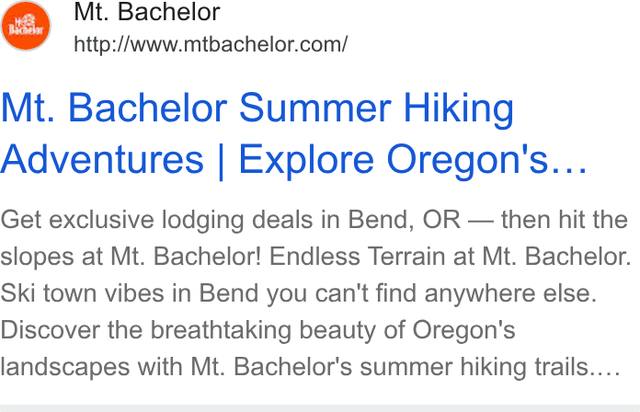 Mt. Bachelor
Mt. Bachelor
http://www.mtbachelor.com/
Mt. Bachelor Summer Hiking
Adventures | Explore Oregon's…
Get exclusive lodging deals in Bend, OR — then hit the
slopes at Mt. Bachelor! Endless Terrain at Mt. Bachelor.
Ski town vibes in Bend you can't find anywhere else.
Discover the breathtaking beauty of Oregon's
landscapes with Mt. Bachelor's summer hiking trails.…